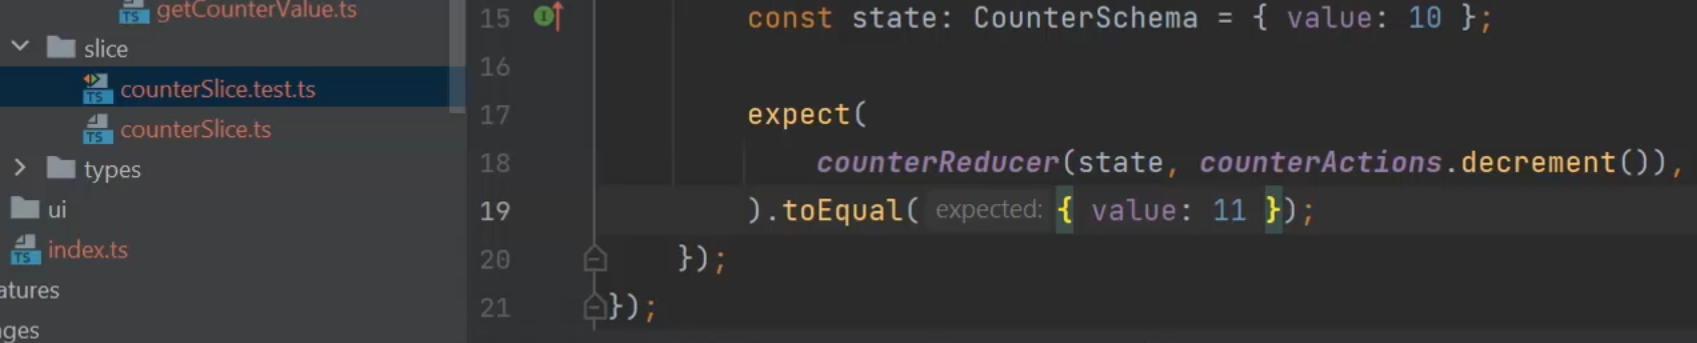 getCounterValue.ts
slice
counterSlice.test.ts
counterSlice.ts
types
ui
index.ts
atures
ges
15 const state: CounterSchema = { value: 10 };
16
17 expect(
18 counterReducer(state, counterActions.decrement()),
19 ).toEqual( expected: { value: 11 });
20 });
21 });